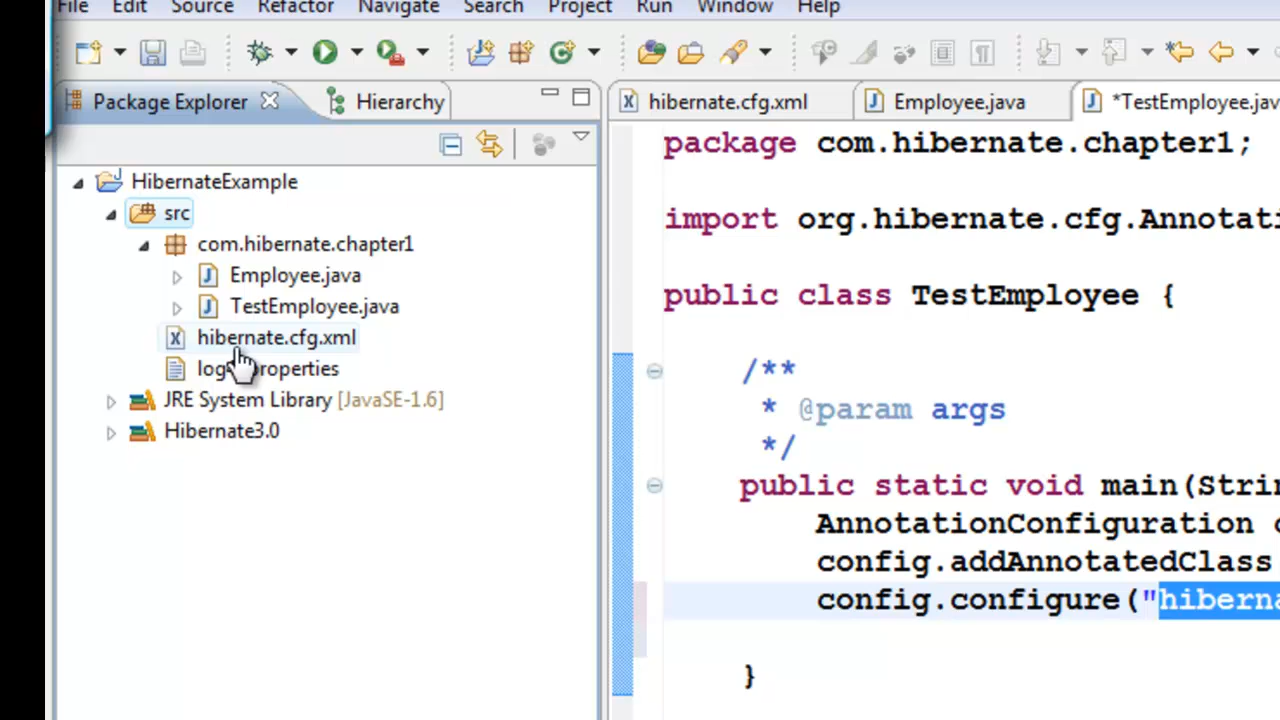 File Edit Source Refactor Navigate Search Project Run Window Help
Package Explorer Hierarchy hibernate.cfg.xml Employee.java *TestEmployee.jav
HibernateExample
src
com.hibernate.chapter1
Employee.java
TestEmployee.java
hibernate.cfg.xml
JRE System Library [JavaSE-1.6]
Hibernate3.0
package com.hibernate.chapter1;
import org.hibernate.cfg.Annotati
public class TestEmployee {
/**
* @param args
*/
public static void main(Strin
AnnotationConfiguration c
config.addAnnotatedClass
config.configure("hiberna
}